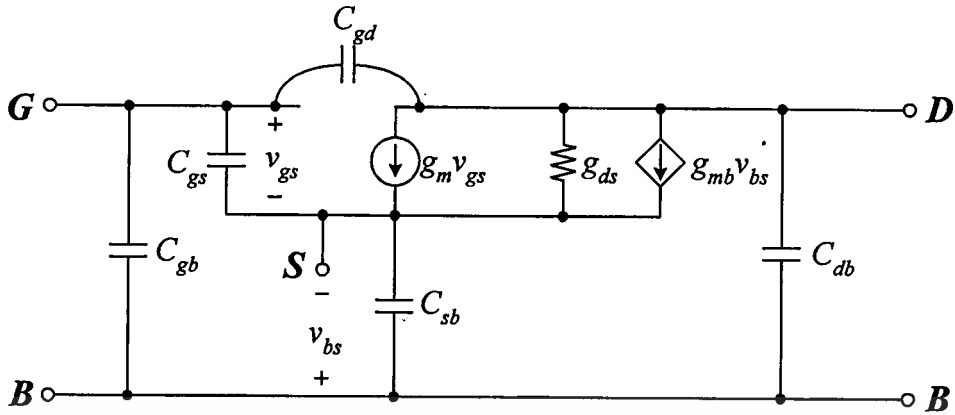 C_gd
G
D
+
C_gs
v_gs
−
g_m v_gs
g_ds
g_mb v_bs
C_gb
S
−
C_sb
C_db
v_bs
+
B
B